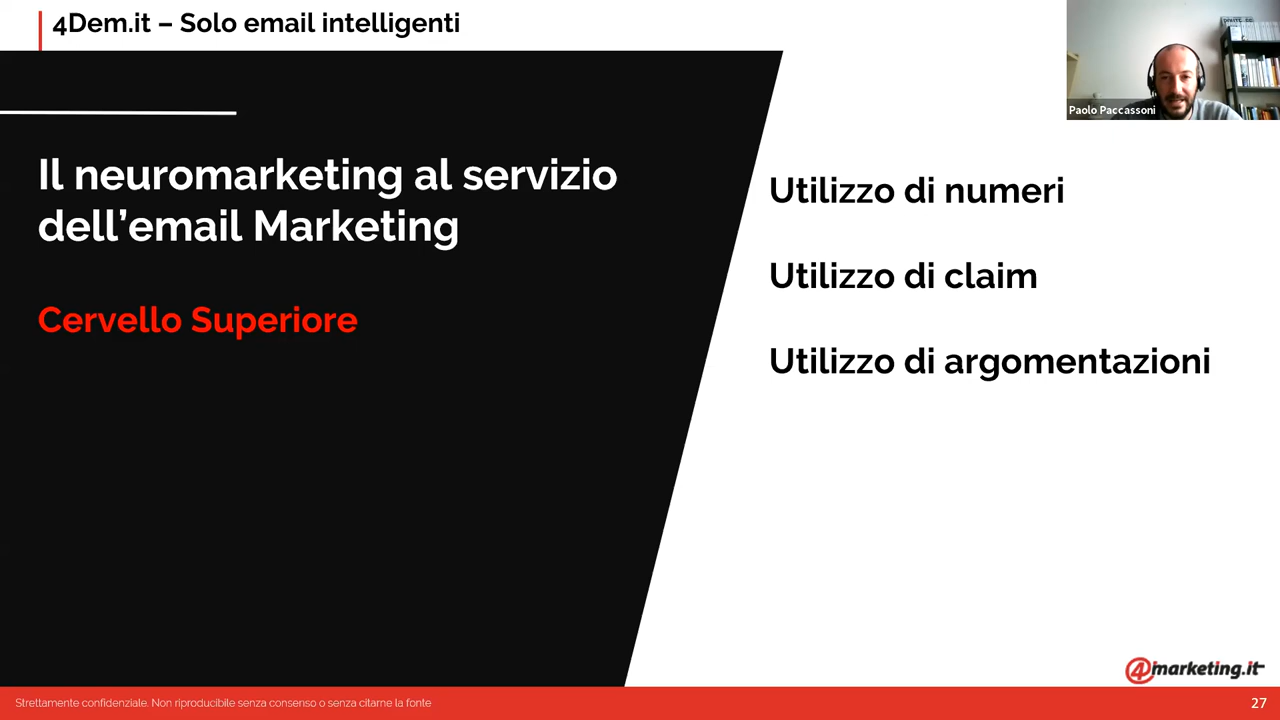 4Dem.it – Solo email intelligenti
Paolo Paccassoni
Il neuromarketing al servizio
dell’email Marketing
Cervello Superiore
Utilizzo di numeri
Utilizzo di claim
Utilizzo di argomentazioni
4marketing.it
Strettamente confidenziale. Non riproducibile senza consenso o senza citarne la fonte
27